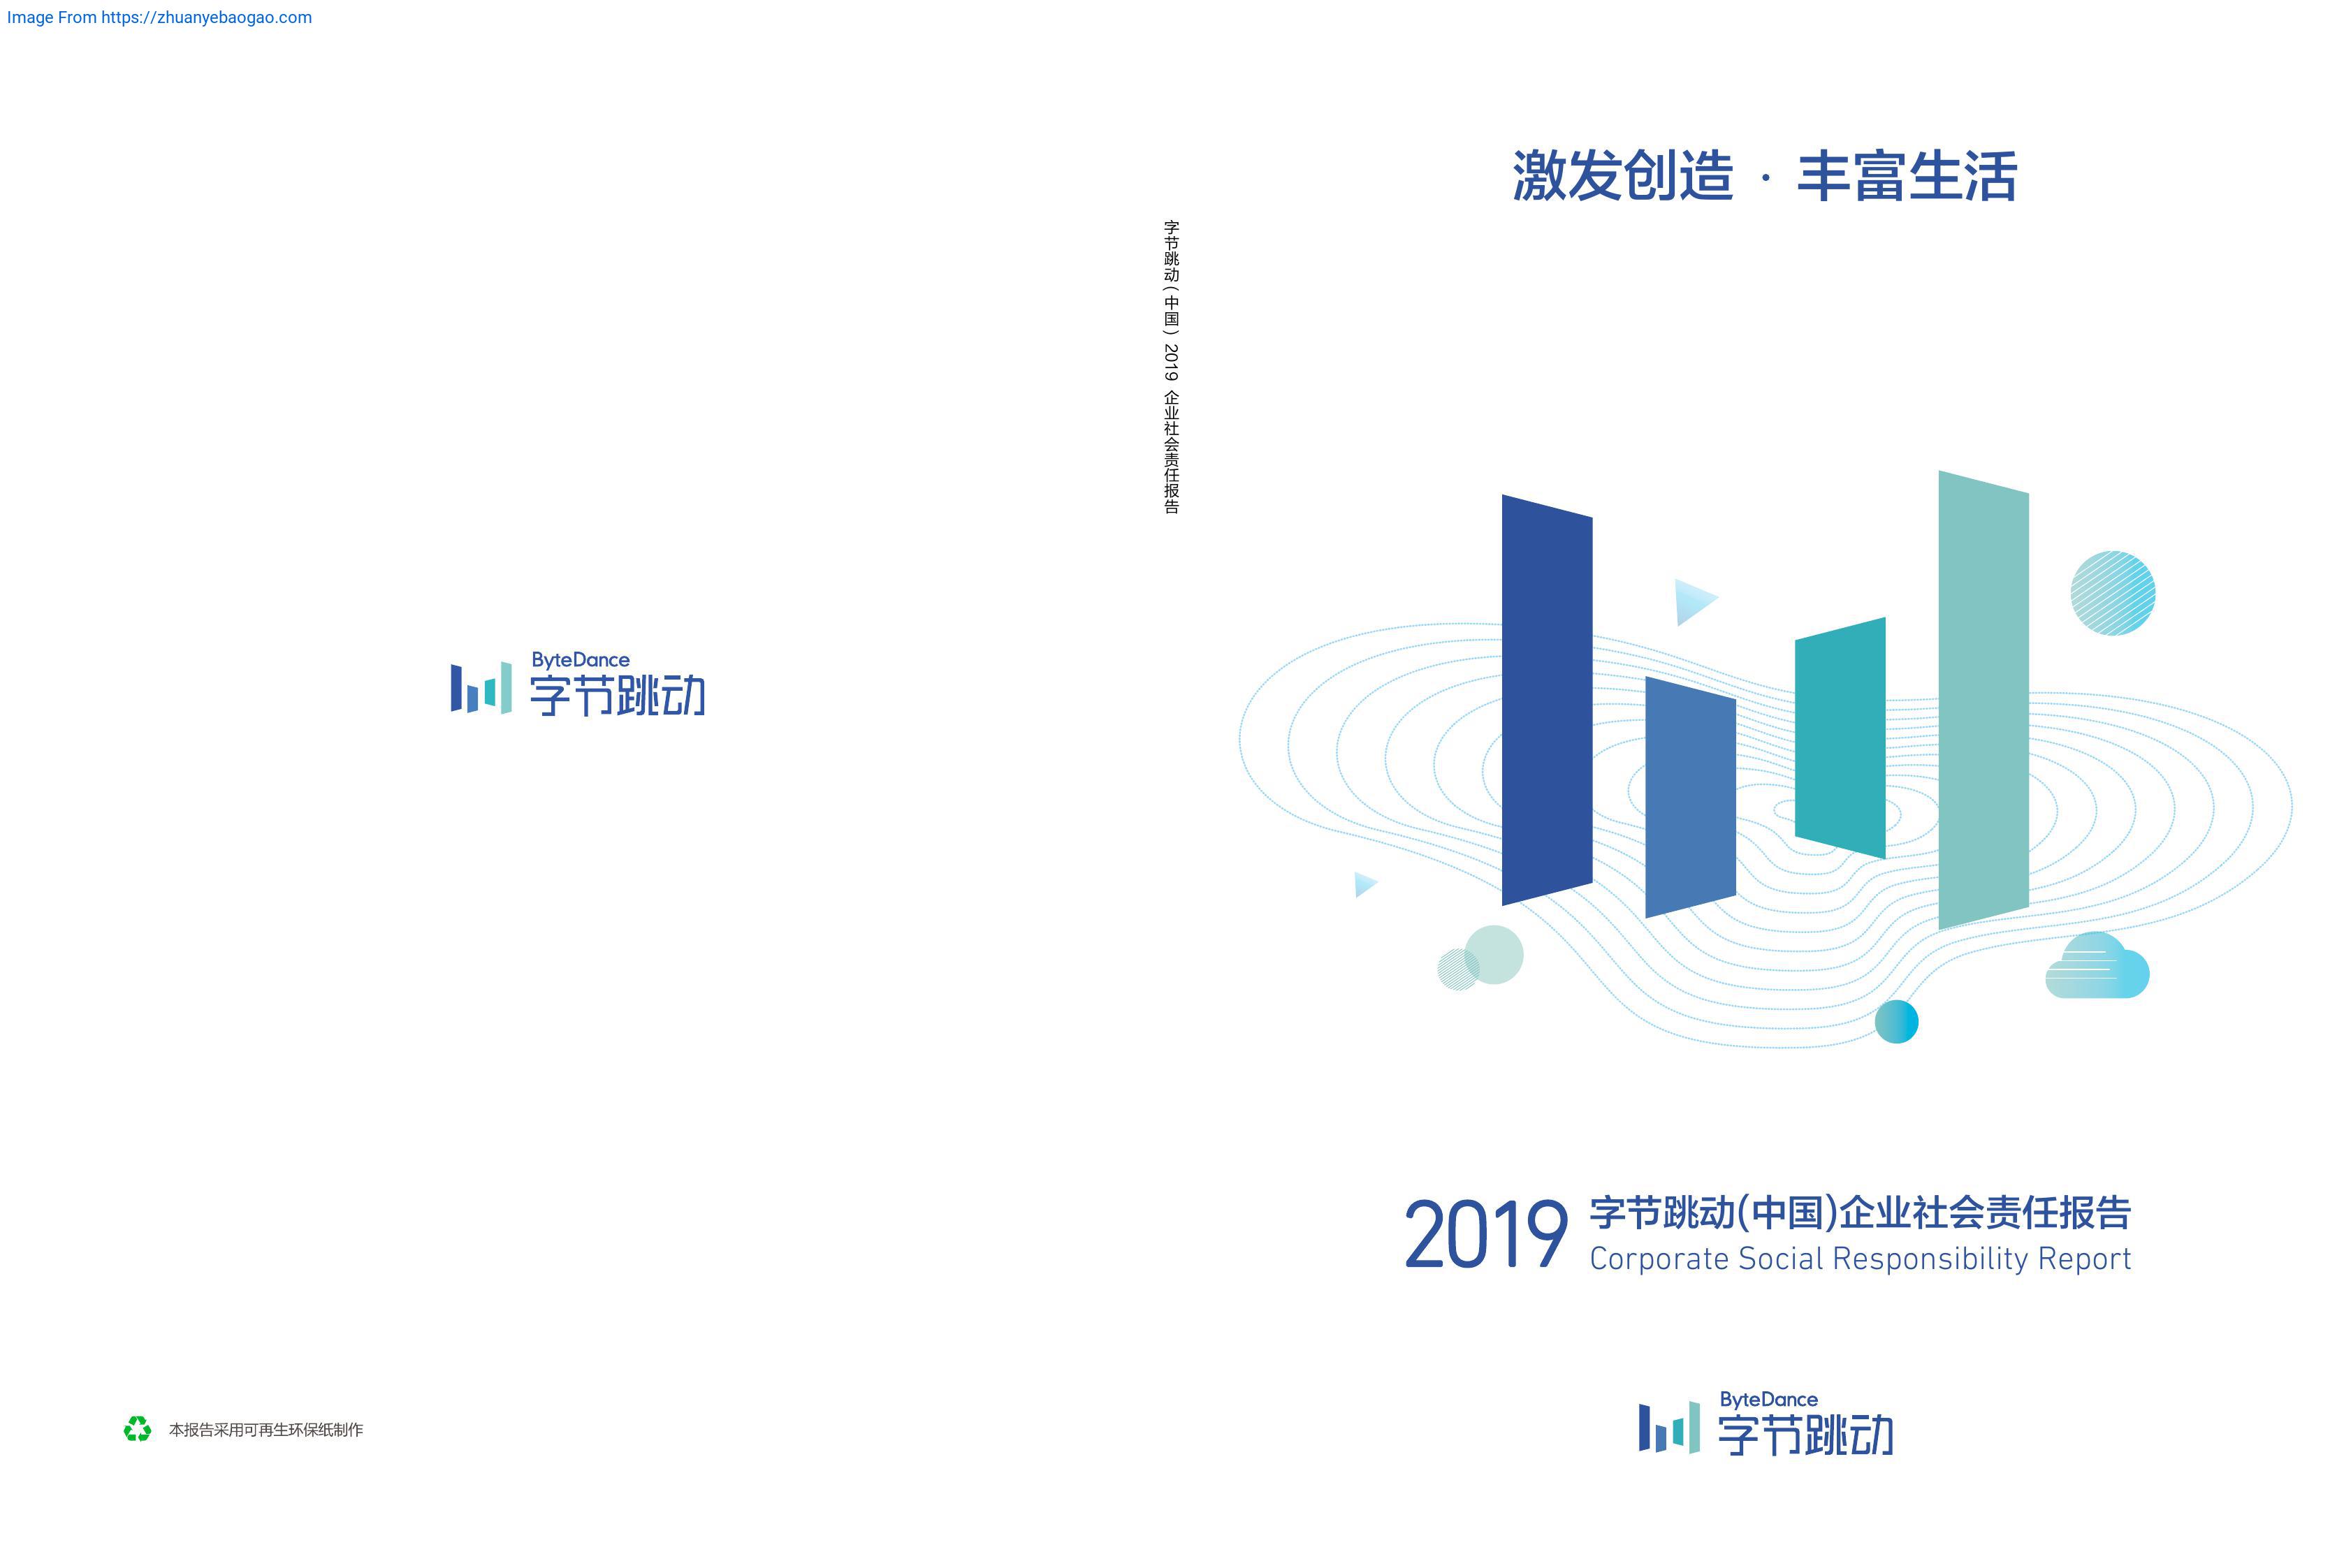 Image From https://zhuanyebaogao.com
ByteDance
字节跳动
本报告采用可再生环保纸制作
字节跳动(中国) 2019 企业社会责任报告
激发创造 · 丰富生活
2019 字节跳动(中国)企业社会责任报告
Corporate Social Responsibility Report
ByteDance
字节跳动